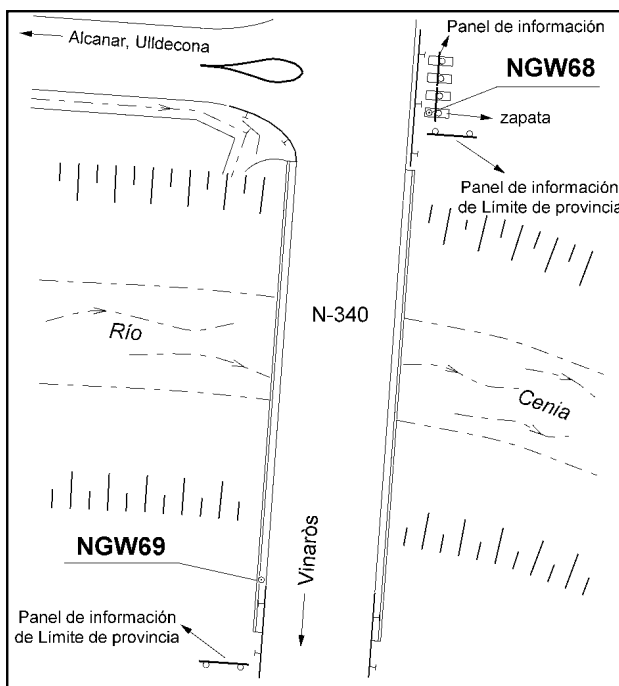 Panel de información
Alcanar, Ulldecona
NGW68
zapata
Panel de información
de Límite de provincia
N-340
Río
Cenia
NGW69
Vinaròs
Panel de información
de Límite de provincia